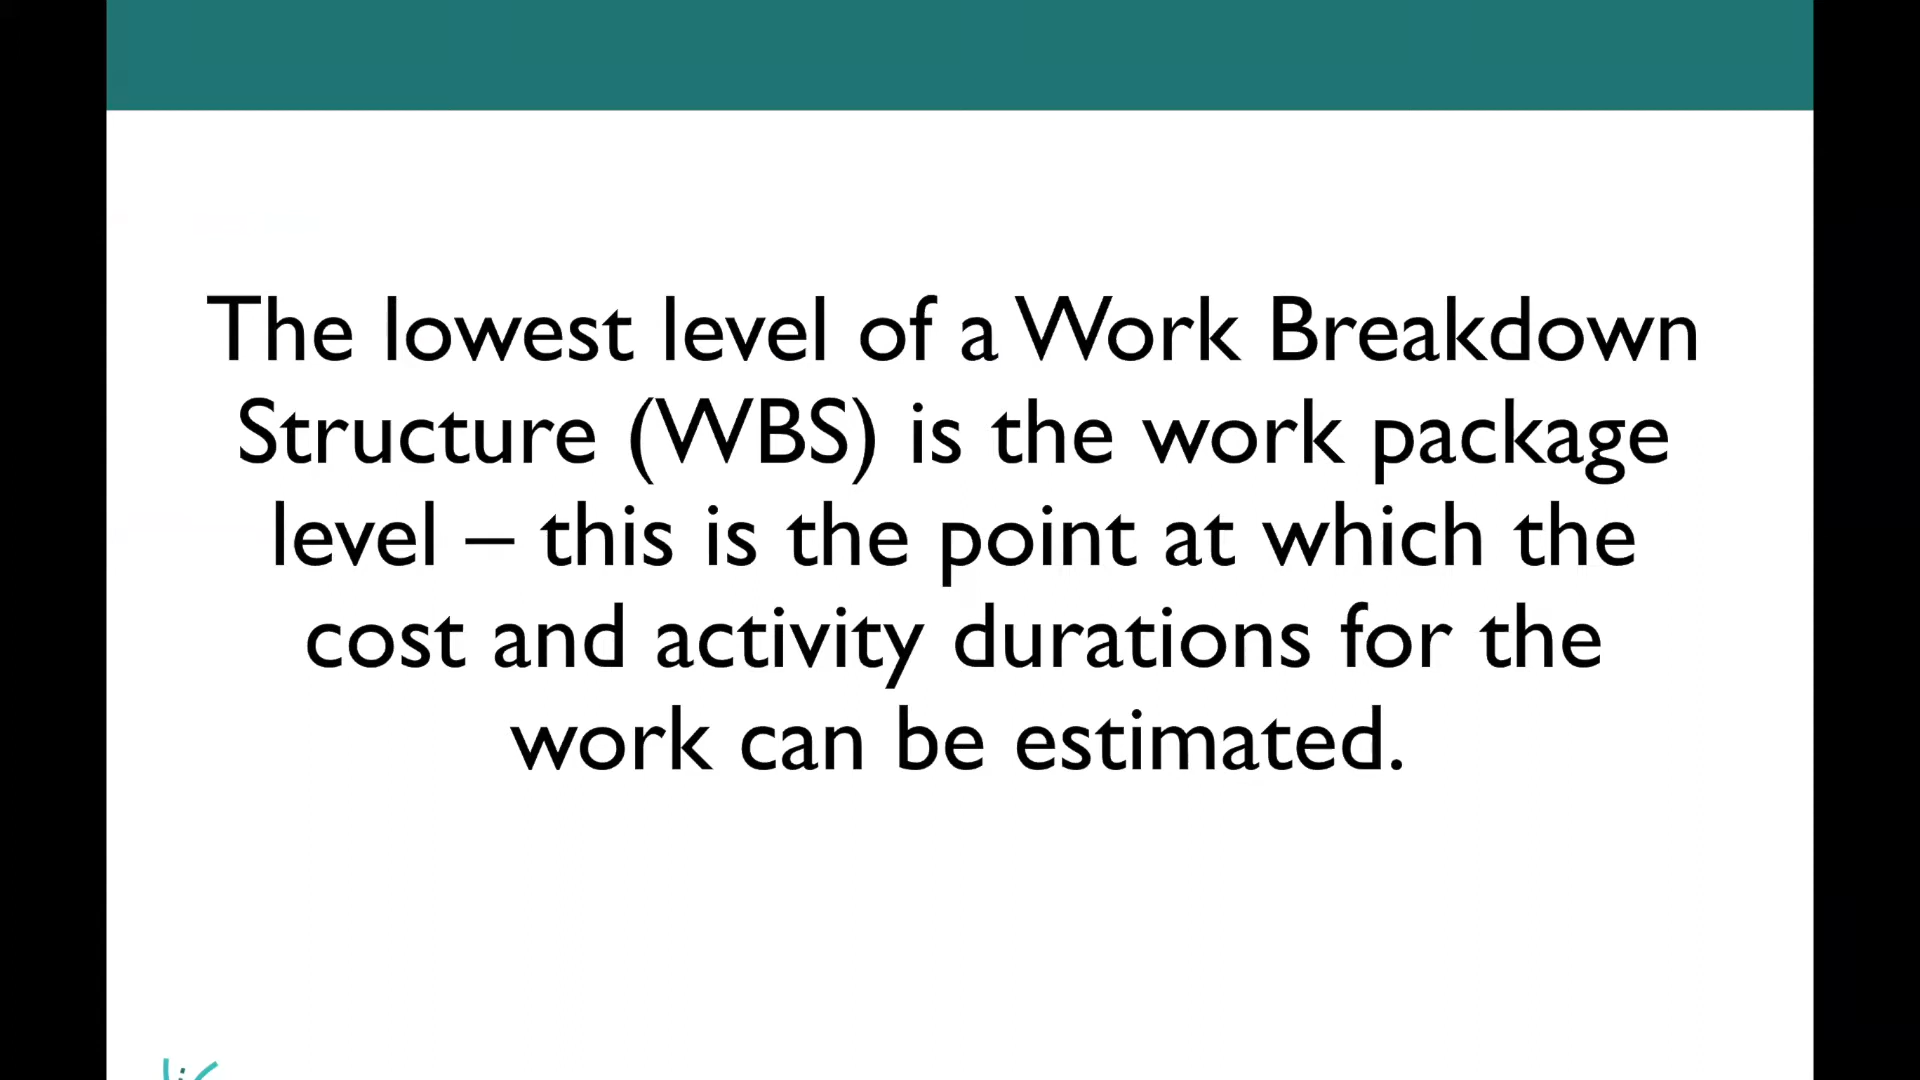 The lowest level of a Work Breakdown
Structure (WBS) is the work package
level – this is the point at which the
cost and activity durations for the
work can be estimated.